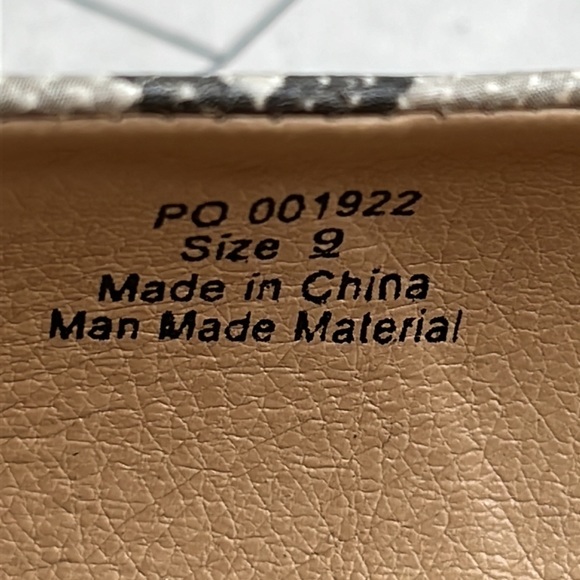 PO 001922
Size 9
Made in China
Man Made Material